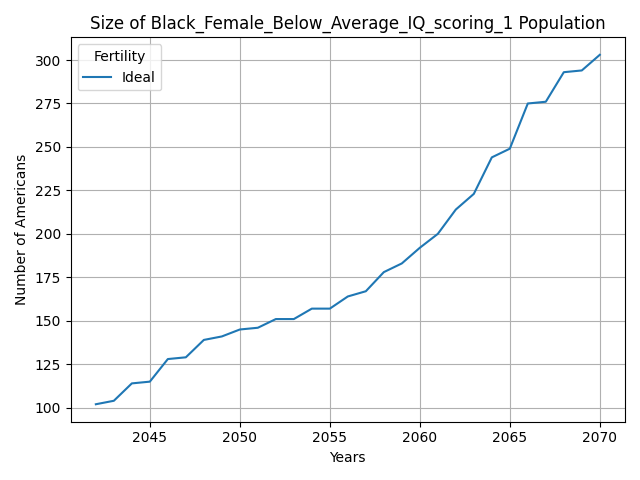 Size of Black_Female_Below_Average_IQ_scoring_1 Population
Fertility
Ideal
Number of Americans
300
275
250
225
200
175
150
125
100
2045 2050 2055 2060 2065 2070
Years